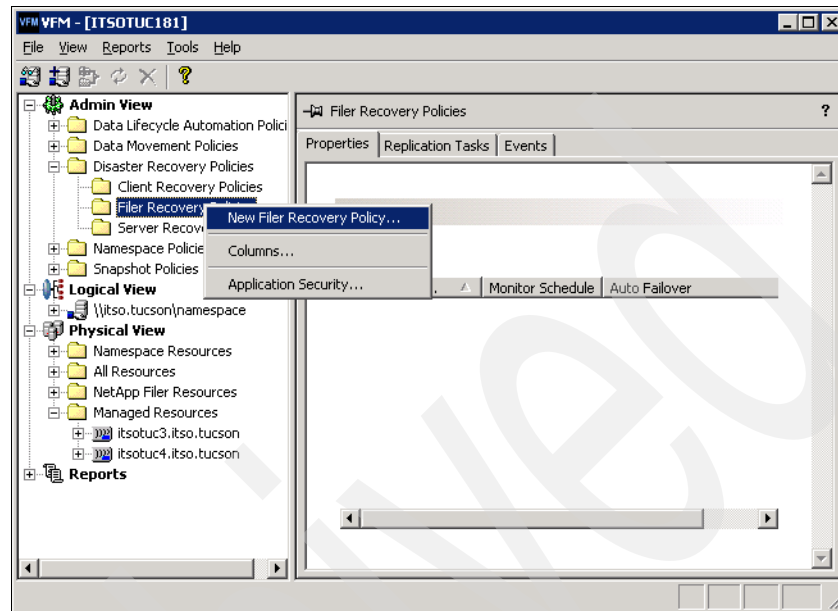 VFM VFM - [ITSOTUC181]
File View Reports Tools Help
Admin View
Data Lifecycle Automation Polici
Data Movement Policies
Disaster Recovery Policies
Client Recovery Policies
Filer Recovery
Server Recov
Namespace Policie
Snapshot Policies
Logical View
\\itso.tucson\namespace
Physical View
Namespace Resources
All Resources
NetApp Filer Resources
Managed Resources
itsotuc3.itso.tucson
itsotuc4.itso.tucson
Reports
New Filer Recovery Policy...
Columns...
Application Security...
Filer Recovery Policies ?
Properties Replication Tasks Events
. Monitor Schedule Auto Failover